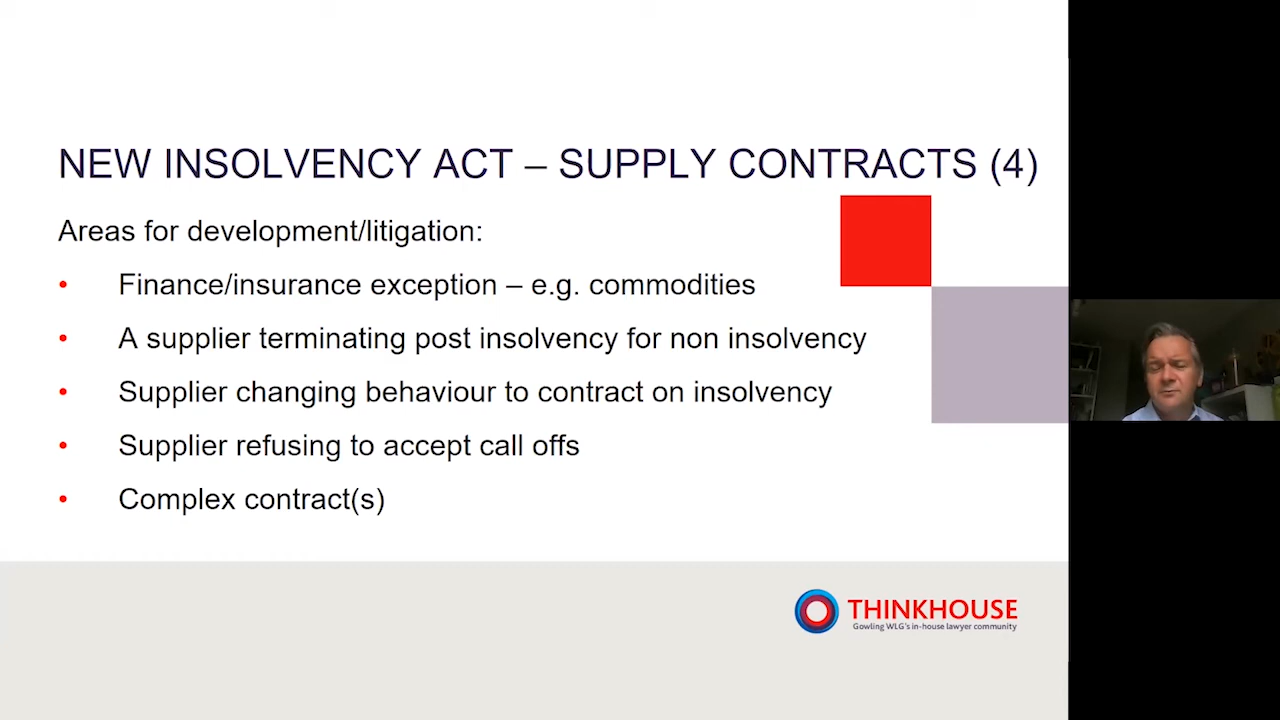 NEW INSOLVENCY ACT – SUPPLY CONTRACTS (4)
Areas for development/litigation:
• Finance/insurance exception – e.g. commodities
• A supplier terminating post insolvency for non insolvency
• Supplier changing behaviour to contract on insolvency
• Supplier refusing to accept call offs
• Complex contract(s)
THINKHOUSE
Gowling WLG's in-house lawyer community